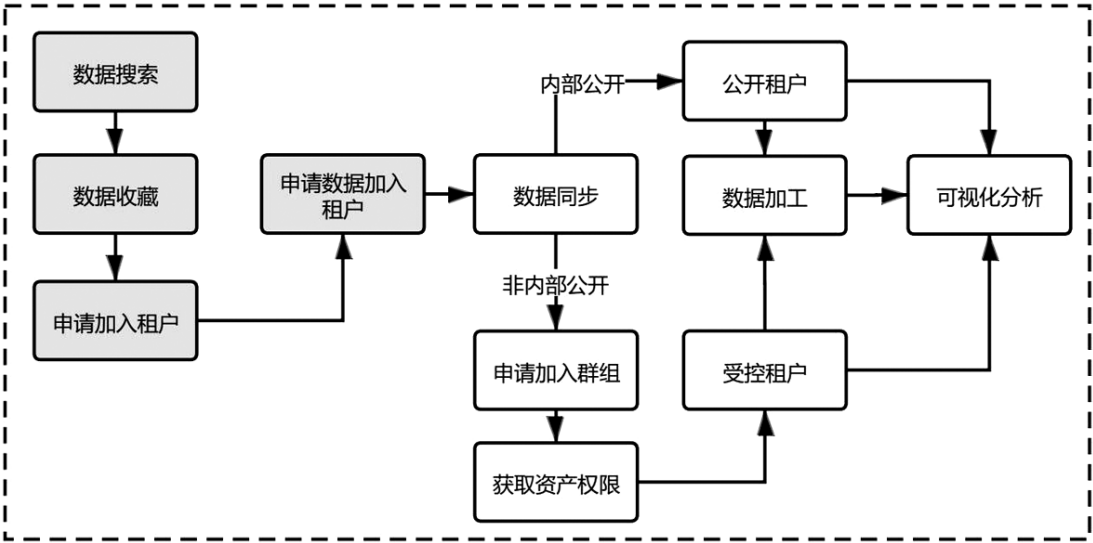 数据搜索
数据收藏
申请加入租户
申请数据加入
租户
数据同步
内部公开
非内部公开
公开租户
数据加工
可视化分析
申请加入群组
获取资产权限
受控租户